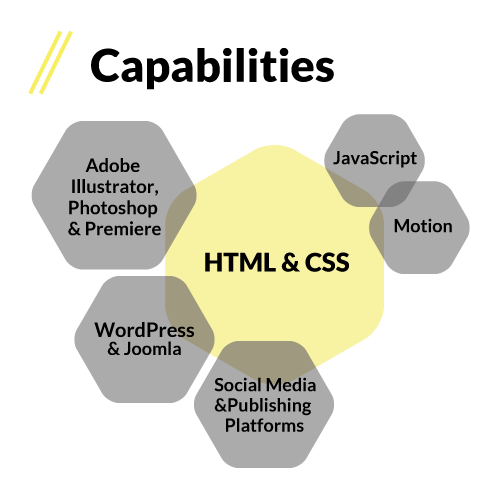 Capabilities
Adobe
Illustrator,
Photoshop
& Premiere
JavaScript
Motion
HTML & CSS
WordPress
& Joomla
Social Media
&Publishing
Platforms